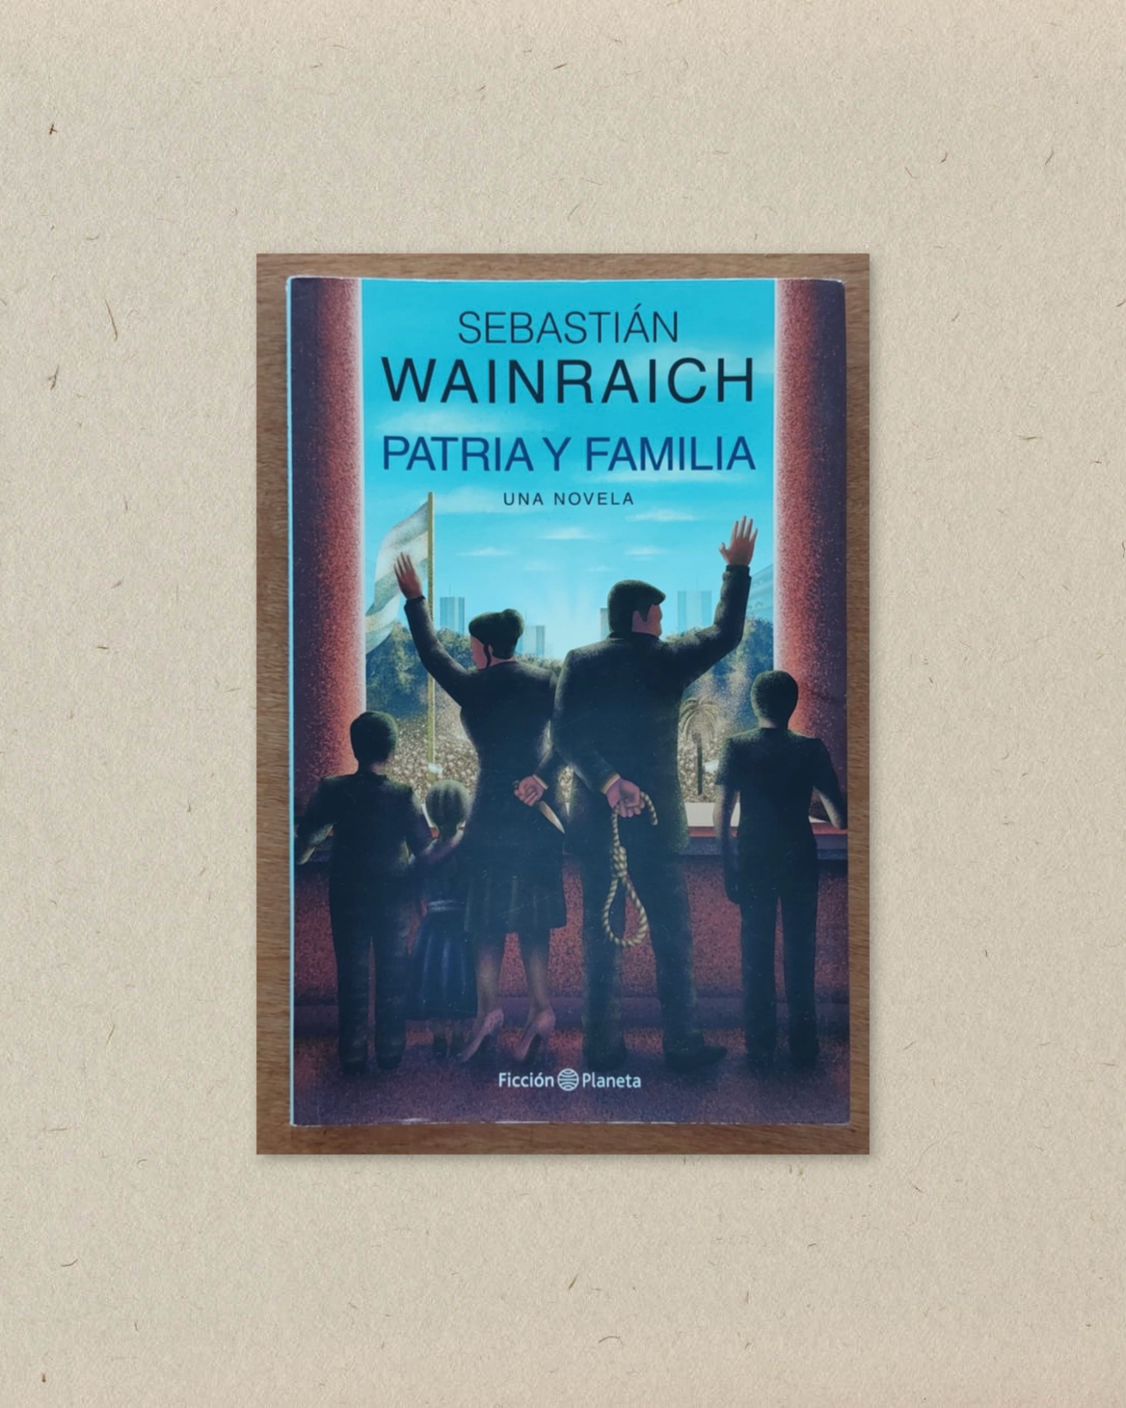 SEBASTIÁN
WAINRAICH
PATRIA Y FAMILIA
UNA NOVELA
Ficción Planeta